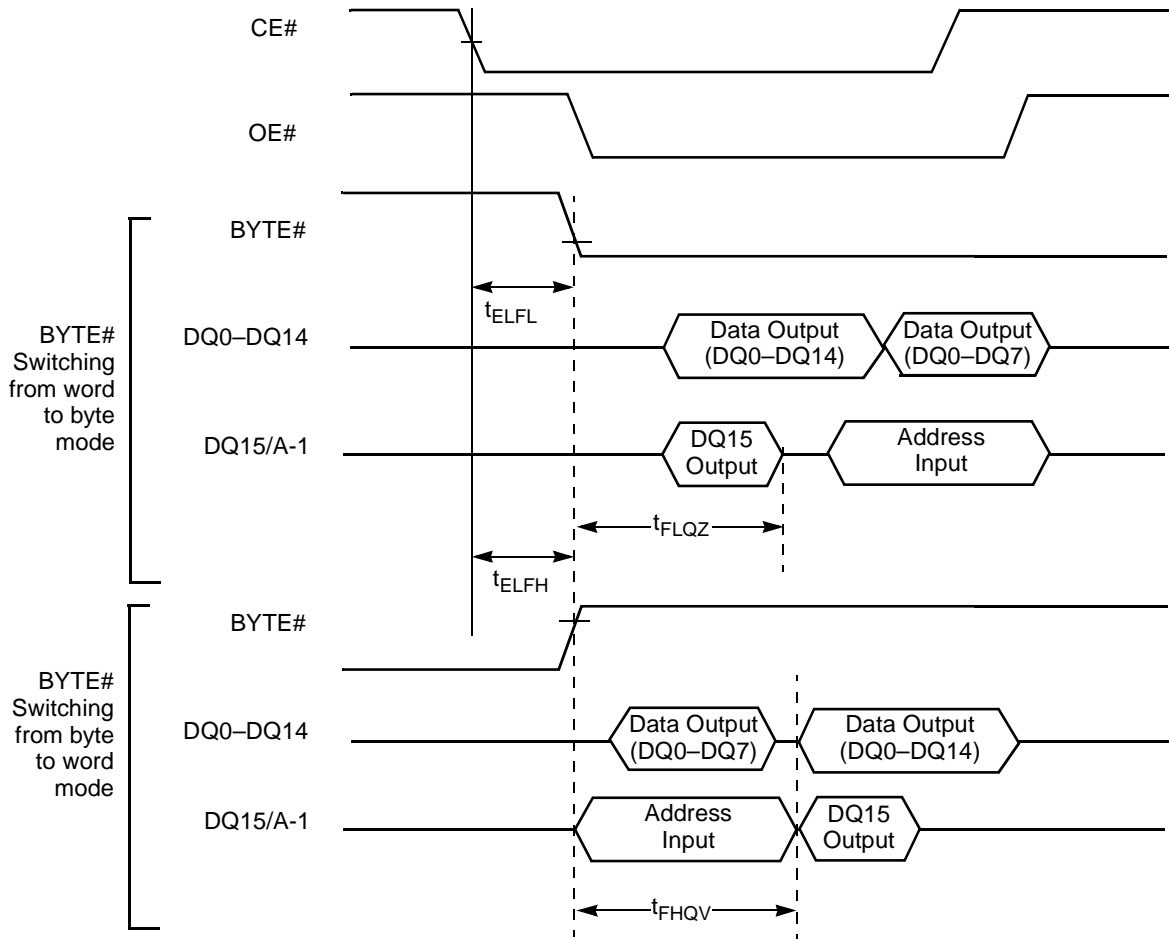 CE#
OE#
BYTE#
tELFL
BYTE#
Switching
from word
to byte
mode
DQ0–DQ14
Data Output
(DQ0–DQ14)
Data Output
(DQ0–DQ7)
DQ15/A-1
DQ15
Output
Address
Input
tFLQZ
tELFH
BYTE#
BYTE#
Switching
from byte
to word
mode
DQ0–DQ14
Data Output
(DQ0–DQ7)
Data Output
(DQ0–DQ14)
DQ15/A-1
Address
Input
DQ15
Output
tFHQV